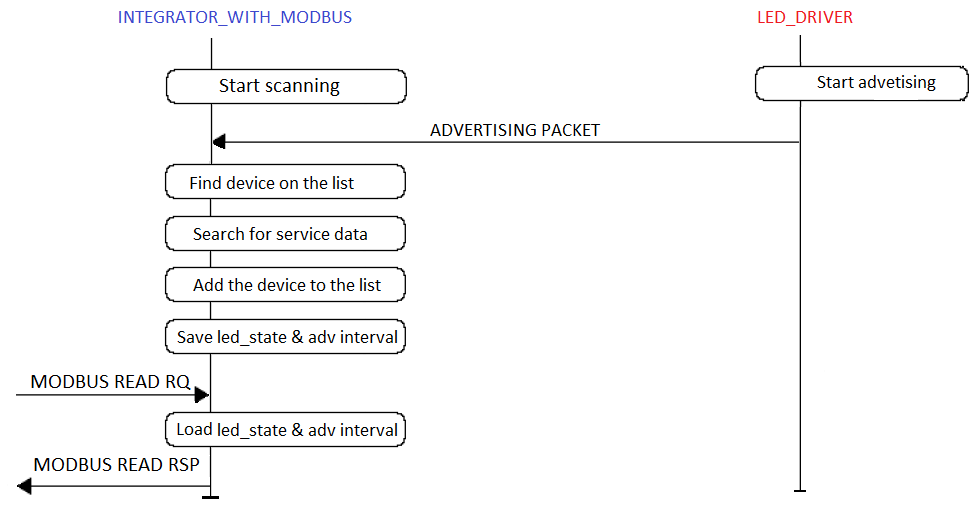 INTEGRATOR_WITH_MODBUS
LED_DRIVER
Start scanning
Start advetising
ADVERTISING PACKET
Find device on the list
Search for service data
Add the device to the list
Save led_state & adv interval
MODBUS READ RQ
Load led_state & adv interval
MODBUS READ RSP